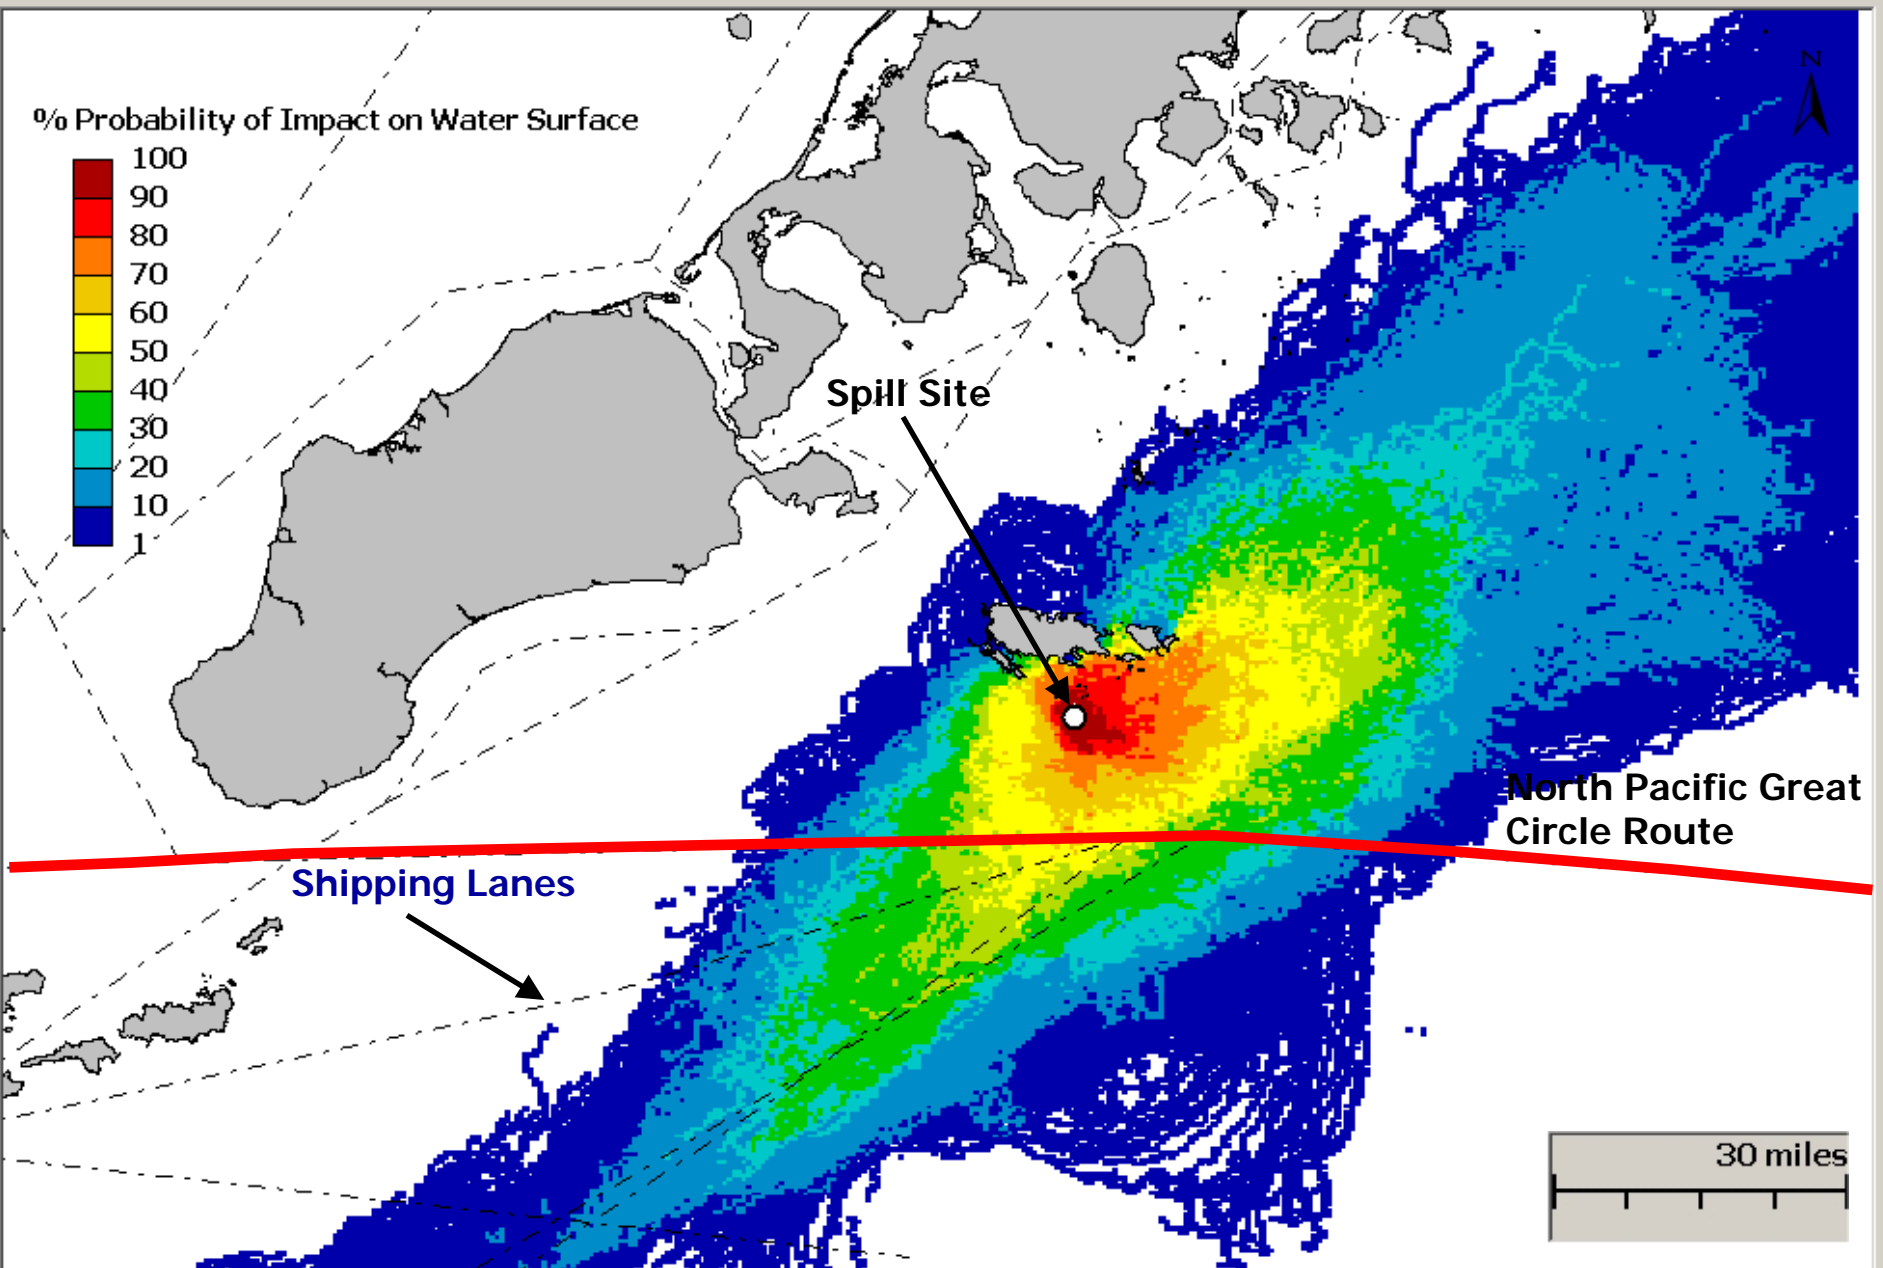 N
% Probability of Impact on Water Surface
100
90
80
70
60
50
40
30
20
10
1
Spill Site
North Pacific Great
Circle Route
Shipping Lanes
30 miles